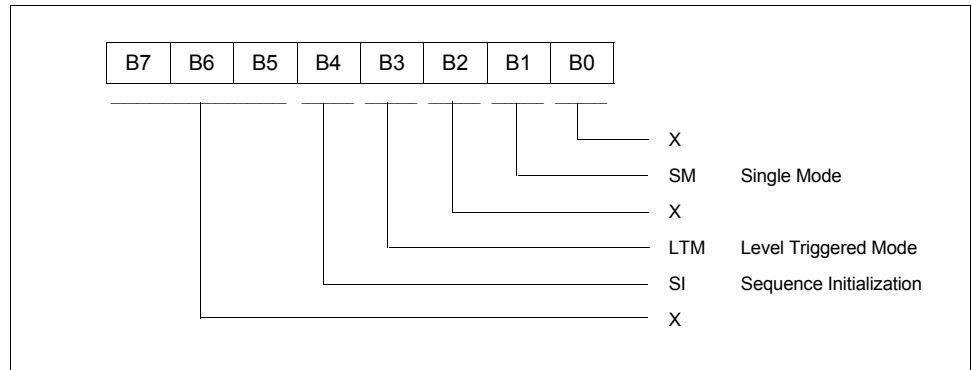 B7 B6 B5 B4 B3 B2 B1 B0
X
SM Single Mode
X
LTM Level Triggered Mode
SI Sequence Initialization
X